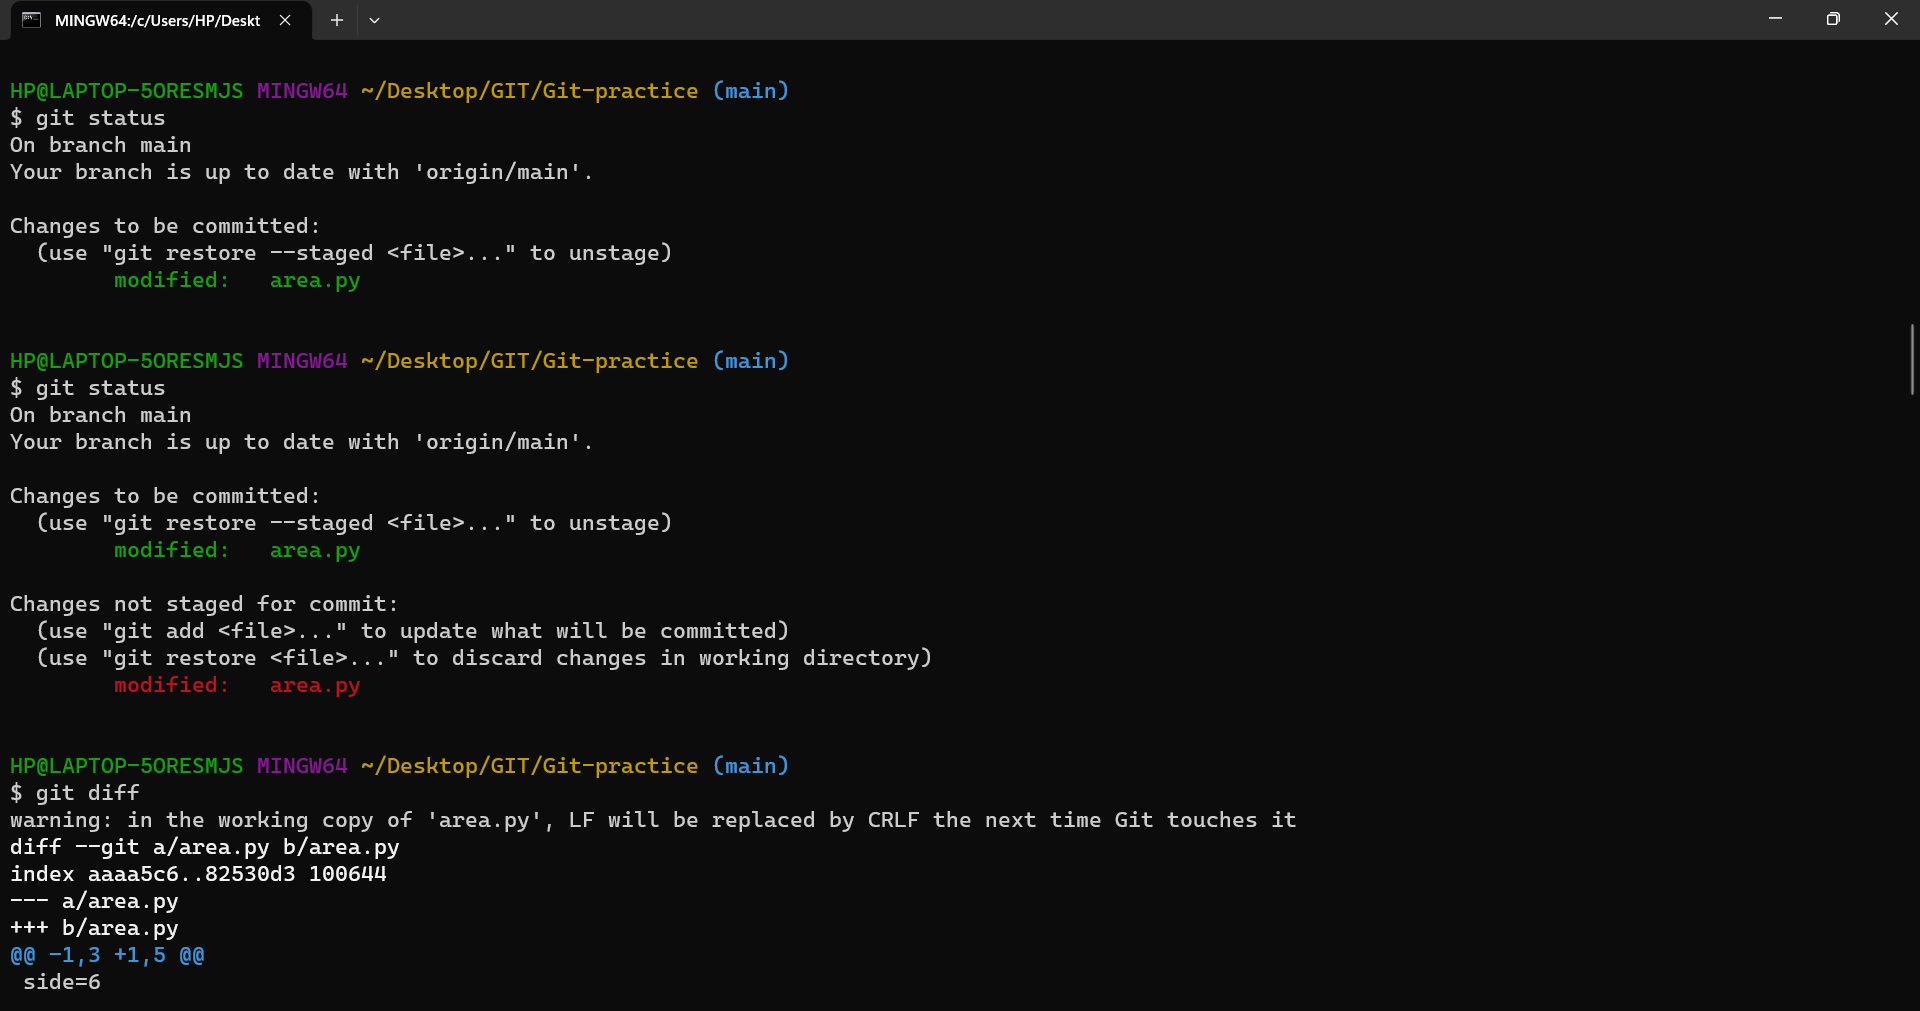 MINGW64:/c/Users/HP/Deskt
HP@LAPTOP-5ORESMJS MINGW64 ~/Desktop/GIT/Git-practice (main)
$ git status
On branch main
Your branch is up to date with 'origin/main'.
Changes to be committed:
  (use "git restore --staged <file>..." to unstage)
        modified:   area.py
HP@LAPTOP-5ORESMJS MINGW64 ~/Desktop/GIT/Git-practice (main)
$ git status
On branch main
Your branch is up to date with 'origin/main'.
Changes to be committed:
  (use "git restore --staged <file>..." to unstage)
        modified:   area.py
Changes not staged for commit:
  (use "git add <file>..." to update what will be committed)
  (use "git restore <file>..." to discard changes in working directory)
        modified:   area.py
HP@LAPTOP-5ORESMJS MINGW64 ~/Desktop/GIT/Git-practice (main)
$ git diff
warning: in the working copy of 'area.py', LF will be replaced by CRLF the next time Git touches it
diff --git a/area.py b/area.py
index aaaa5c6..82530d3 100644
--- a/area.py
+++ b/area.py
@@ -1,3 +1,5 @@
 side=6